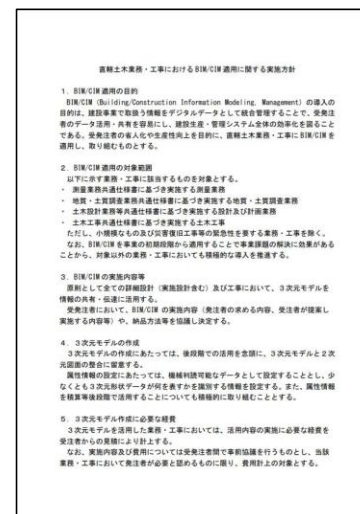 直轄土木業務・工事におけるBIM/CIM適用に関する実施方針
1．BIM/CIM適用の目的
BIM/CIM（Building/Construction Information Modeling, Management）の導入の
目的は、建設事業で取扱う情報をデジタルデータとして統合管理することで、受発注
者のデータ活用・共有を容易にし、建設生産・管理システム全体の効率化を図ること
である。受発注者の省人化や生産性向上を目的に、直轄土木業務・工事にBIM/CIMを
適用し、取り組むものとする。
2．BIM/CIM適用の対象範囲
以下に示す業務・工事に該当するものを対象とする。
・ 測量業務共通仕様書に基づき実施する測量業務
・ 地質・土質調査業務共通仕様書に基づき実施する地質・土質調査業務
・ 土木設計業務等共通仕様書に基づき実施する設計及び計画業務
・ 土木工事共通仕様書に基づき実施する土木工事
ただし、小規模なもの及び災害復旧工事等の緊急性を要する業務・工事を除く。
なお、BIM/CIMを事業の初期段階から適用することで事業課題の解決に効果がある
ことから、対象以外の業務・工事においても積極的な導入を推進する。
3．BIM/CIMの実施内容等
原則として全ての詳細設計（実施設計含む）及び工事において、3次元モデルを
情報の共有・伝達に活用する。
受発注者において、BIM/CIMの実施内容（発注者の求める内容、受注者が提案し
実施する内容等）や、納品方法等を協議し決定する。
4．3次元モデルの作成
3次元モデルの作成にあたっては、後段階での活用を念頭に、3次元モデルと2次
元図面の整合に留意する。
属性情報の設定にあたっては、機械判読可能なデータとして設定することとし、少
なくとも3次元形状データが何を表すかを識別する情報を設定する。また、属性情報
を積算等後段階で活用することについても積極的に取り組むこととする。
5．3次元モデル作成に必要な経費
3次元モデルを活用した業務・工事においては、活用内容の実施に必要な経費を
受注者からの見積により計上する。
なお、実施内容及び費用については受発注者間で事前協議を行うものとし、当該
業務・工事において発注者が必要と認めるものに限り、費用計上の対象とする。